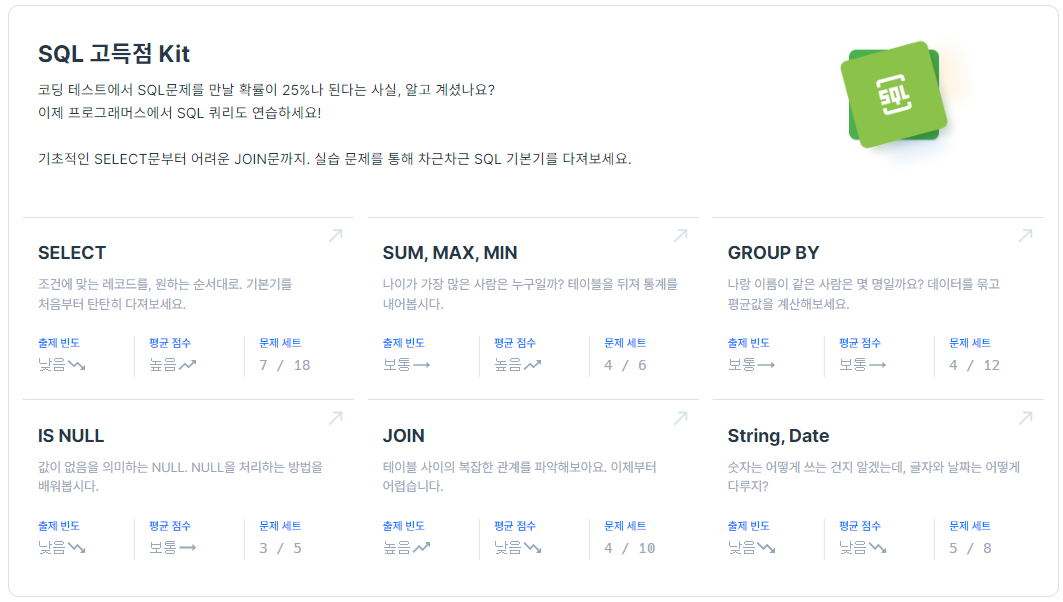 SQL 고득점 Kit
코딩 테스트에서 SQL문제를 만날 확률이 25%나 된다는 사실, 알고 계셨나요?
이제 프로그래머스에서 SQL 쿼리도 연습하세요!
기초적인 SELECT문부터 어려운 JOIN문까지. 실습 문제를 통해 차근차근 SQL 기본기를 다져보세요.
SQL
SELECT
조건에 맞는 레코드를, 원하는 순서대로. 기본기를
처음부터 탄탄히 다져보세요.
출제 빈도 평균 점수 문제 세트
낮음 높음 7 / 18
SUM, MAX, MIN
나이가 가장 많은 사람은 누구일까? 테이블을 뒤져 통계를
내어봅시다.
출제 빈도 평균 점수 문제 세트
보통 높음 4 / 6
GROUP BY
나랑 이름이 같은 사람은 몇 명일까요? 데이터를 묶고
평균값을 계산해보세요.
출제 빈도 평균 점수 문제 세트
보통 보통 4 / 12
IS NULL
값이 없음을 의미하는 NULL. NULL을 처리하는 방법을
배워봅시다.
출제 빈도 평균 점수 문제 세트
낮음 보통 3 / 5
JOIN
테이블 사이의 복잡한 관계를 파악해보아요. 이제부터
어렵습니다.
출제 빈도 평균 점수 문제 세트
높음 낮음 4 / 10
String, Date
숫자는 어떻게 쓰는 건지 알겠는데, 글자와 날짜는 어떻게
다루지?
출제 빈도 평균 점수 문제 세트
낮음 낮음 5 / 8